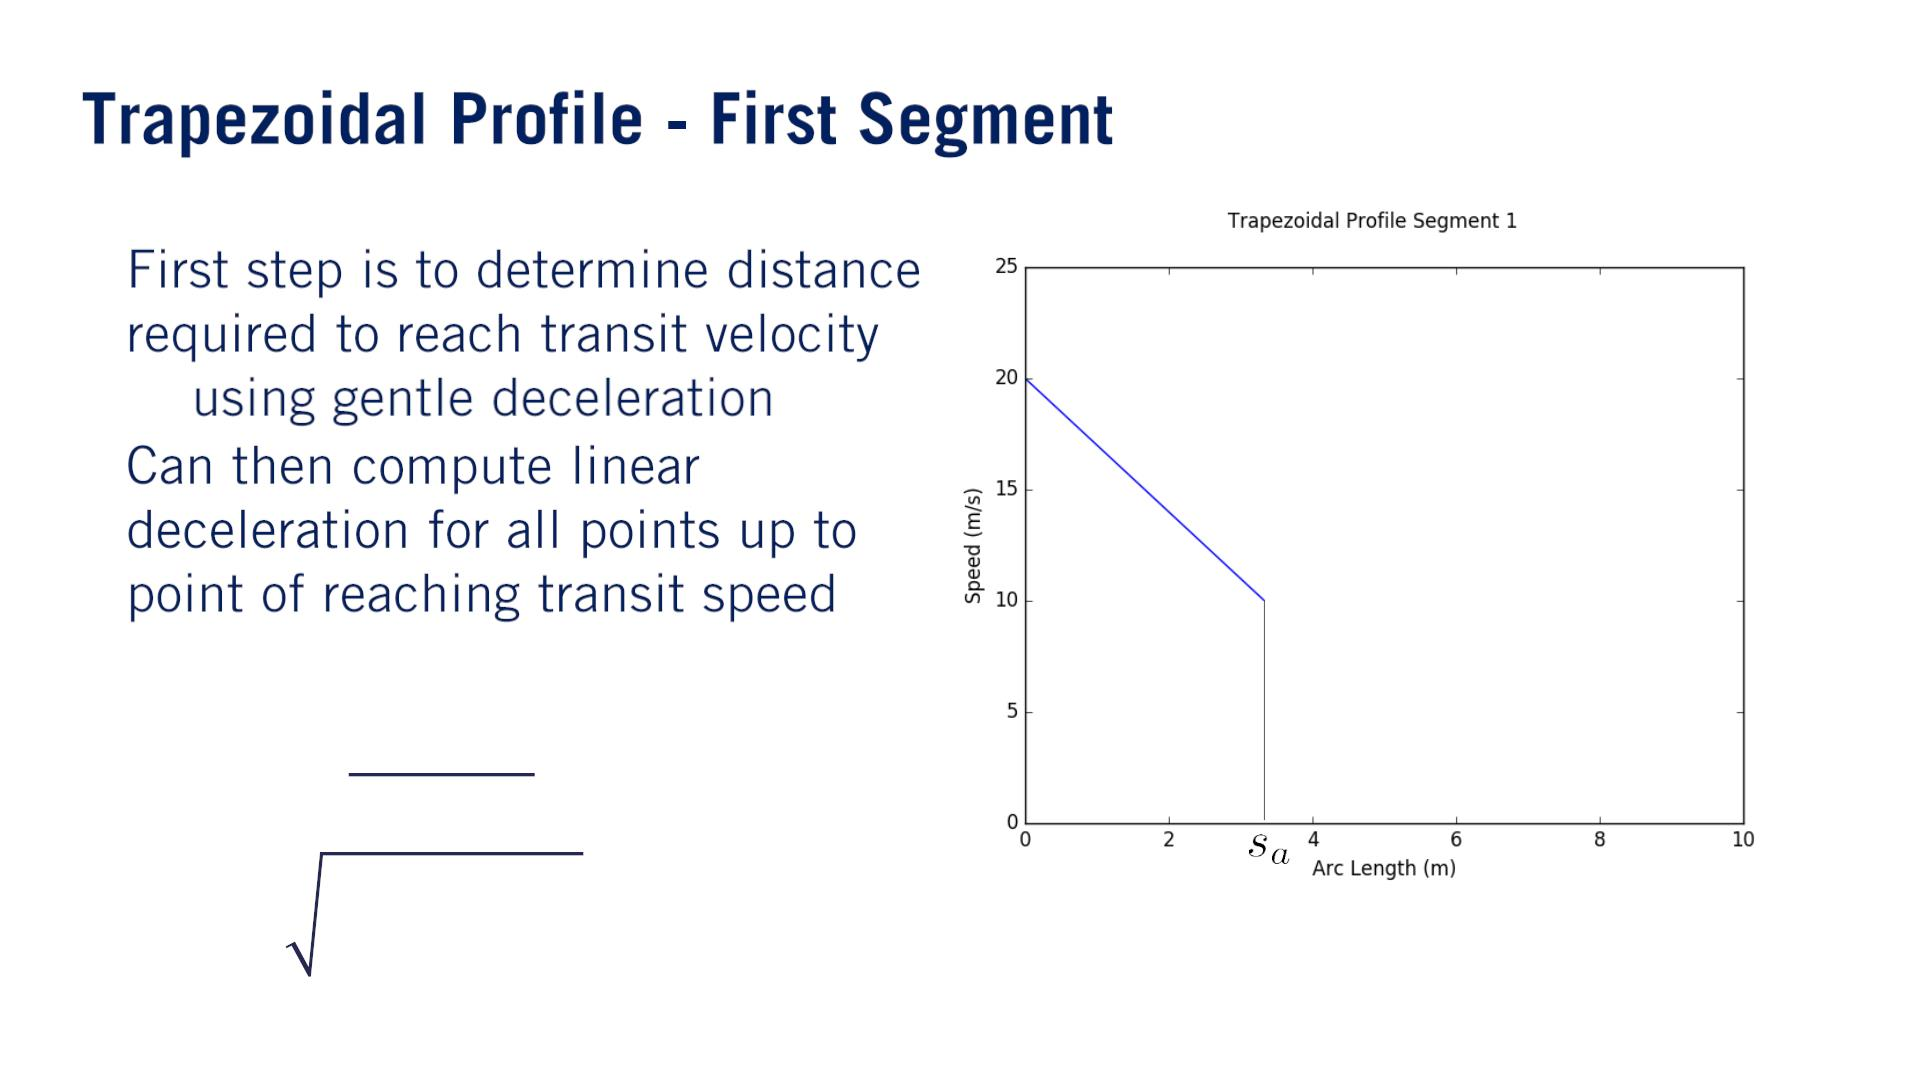 Trapezoidal Profile - First Segment
First step is to determine distance
required to reach transit velocity
using gentle deceleration
Can then compute linear
deceleration for all points up to
point of reaching transit speed
√
Trapezoidal Profile Segment 1
25
20
15
10
5
0
Speed (m/s)
0 2 4 6 8 10
s_a
Arc Length (m)